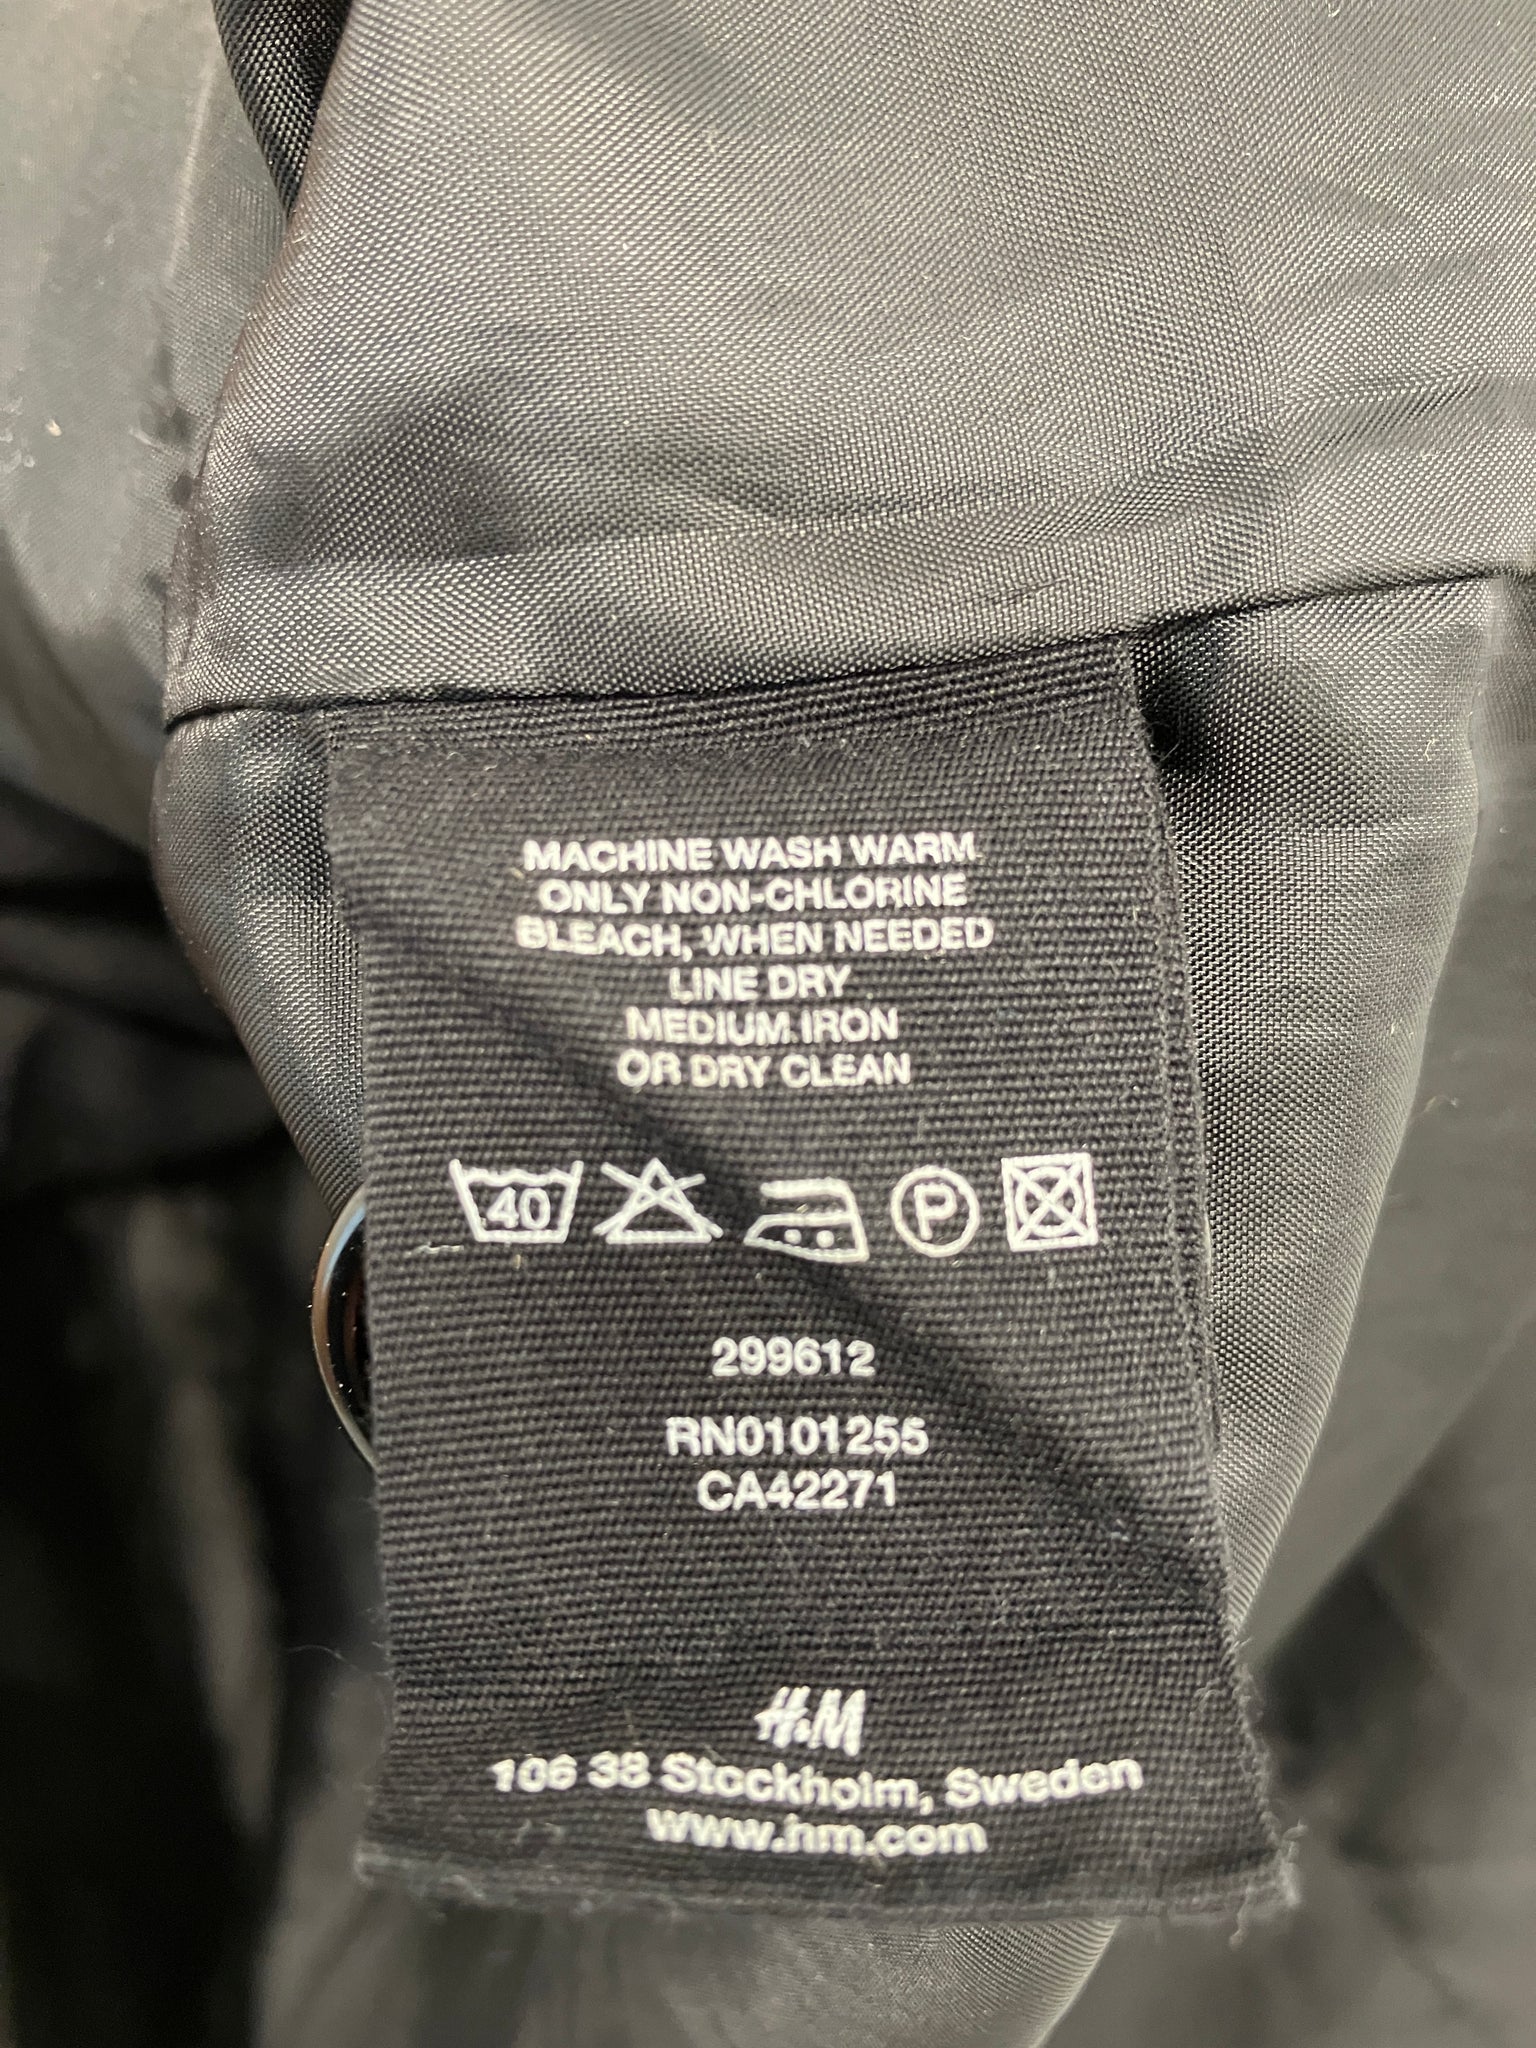 MACHINE WASH WARM
ONLY NON-CHLORINE
BLEACH, WHEN NEEDED
LINE DRY
MEDIUM IRON
OR DRY CLEAN
40 P
299612
RN0101255
CA42271
H&M
106 38 Stockholm, Sweden
www.hm.com